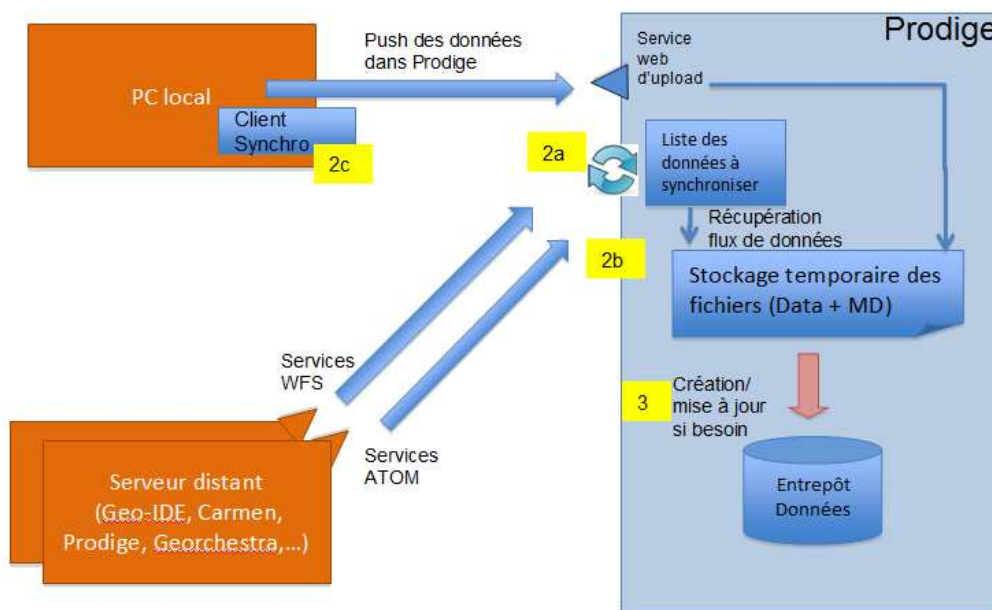 Prodige
Push des données
dans Prodige
Service
web
d'upload
PC local
Client
Synchro
2c
2a
Liste des
données à
synchroniser
Récupération
flux de données
2b
Stockage temporaire des
fichiers (Data + MD)
Services
WFS
3
Création/
mise à jour
si besoin
Services
ATOM
Serveur distant
(Geo-IDE, Carmen,
Prodige, Georchestra,...)
Entrepôt
Données